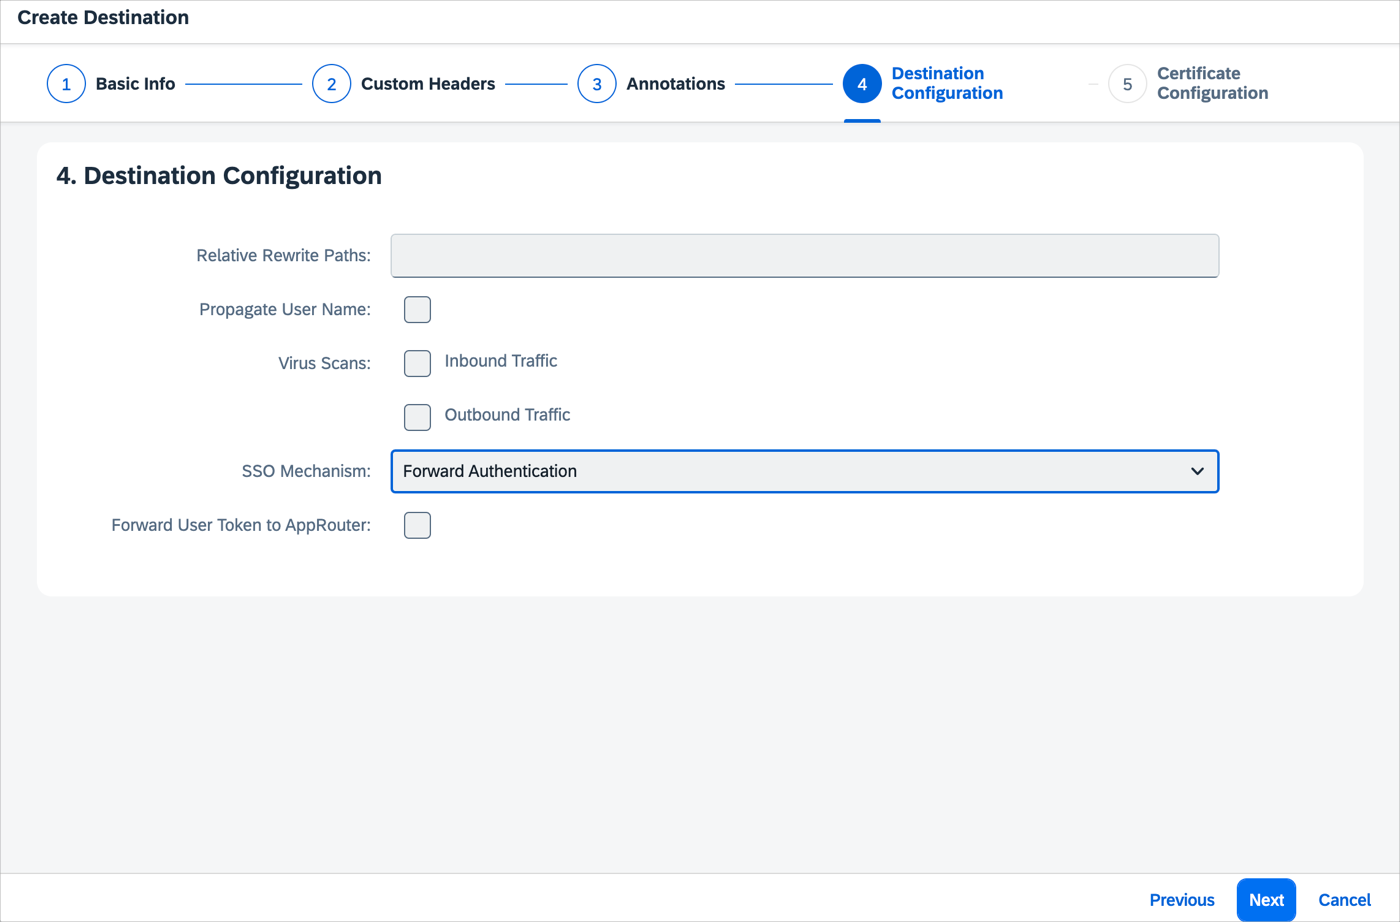 Create Destination
1 Basic Info
2 Custom Headers
3 Annotations
4 Destination
Configuration
5 Certificate
Configuration
4. Destination Configuration
Relative Rewrite Paths:
Propagate User Name:
Virus Scans: Inbound Traffic
Outbound Traffic
SSO Mechanism: Forward Authentication
Forward User Token to AppRouter:
Previous Next Cancel